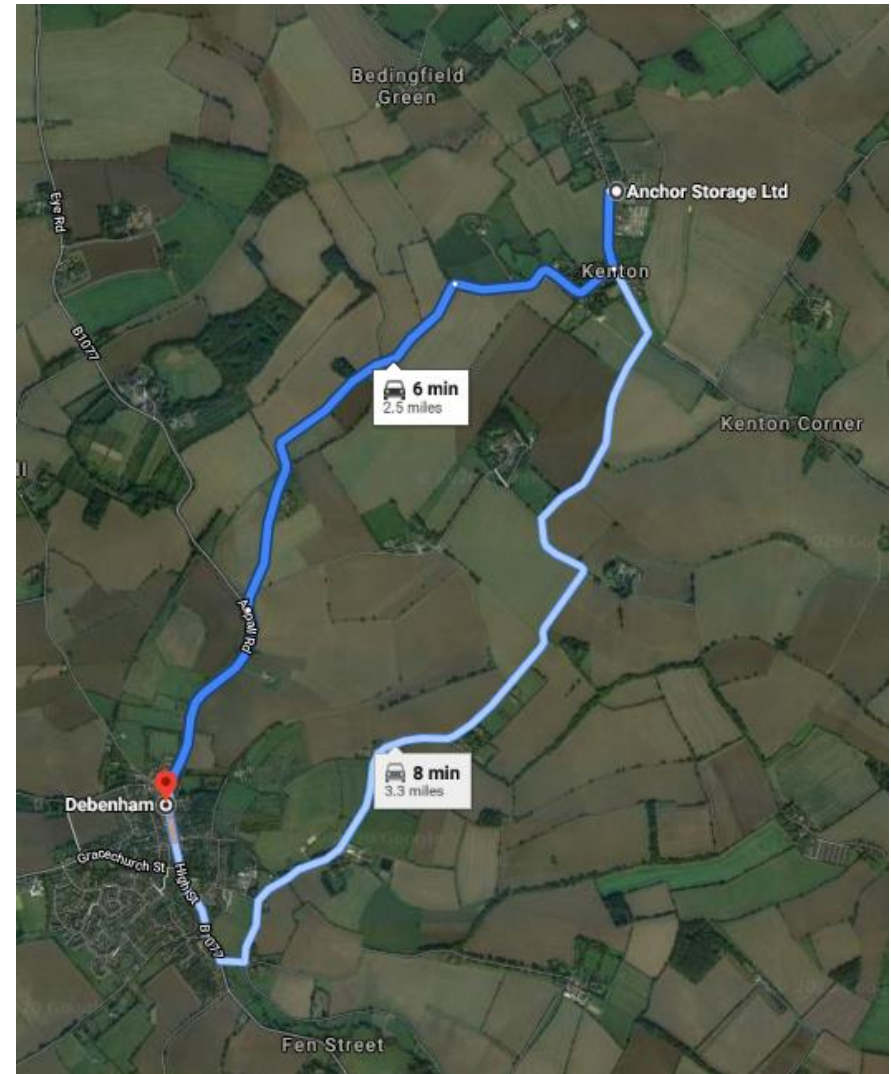 Bedingfield
Green
Anchor Storage Ltd
Eye Rd
Kenton
B1077
6 min
2.5 miles
Kenton Corner
Aspall Rd
8 min
3.3 miles
Debenham
Gracechurch St
High St
B1077
Fen Street